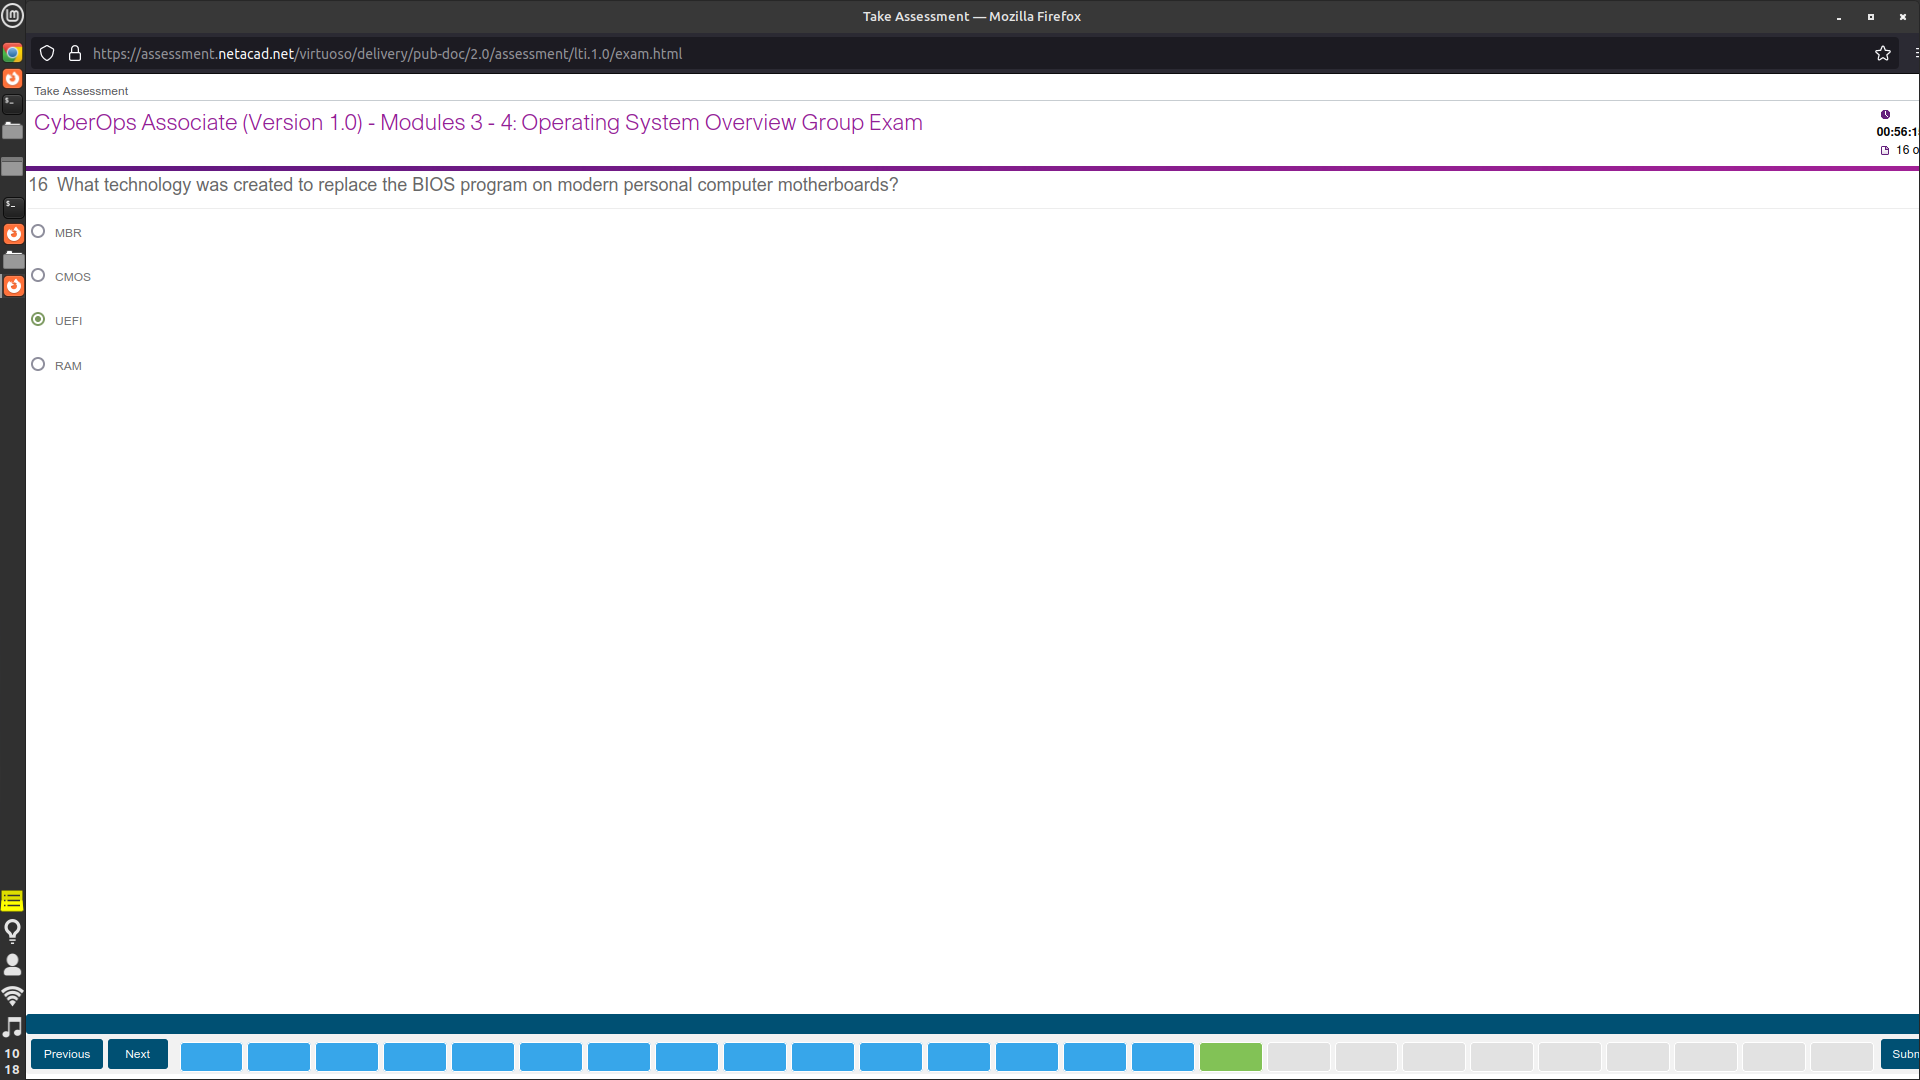 Take Assessment — Mozilla Firefox
https://assessment.netacad.net/virtuoso/delivery/pub-doc/2.0/assessment/lti.1.0/exam.html
Take Assessment
CyberOps Associate (Version 1.0) - Modules 3 - 4: Operating System Overview Group Exam
00:56:1
16 o
16 What technology was created to replace the BIOS program on modern personal computer motherboards?
MBR
CMOS
UEFI
RAM
Previous
Next
Subm
10
18